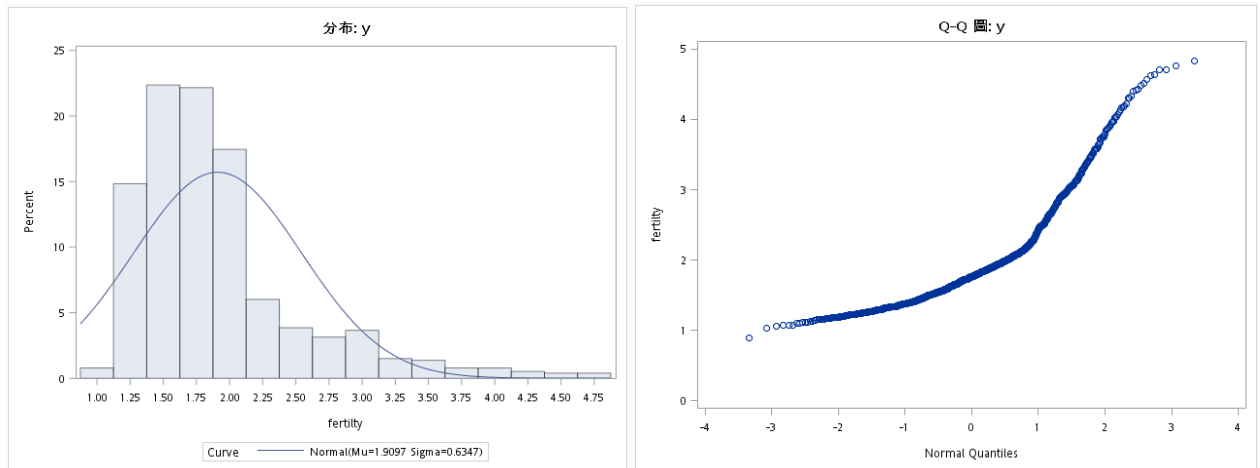 分布: y
25
20
15
10
5
0
Percent
1.00 1.25 1.50 1.75 2.00 2.25 2.50 2.75 3.00 3.25 3.50 3.75 4.00 4.25 4.50 4.75
fertilty
Curve Normal(Mu=1.9097 Sigma=0.6347)
Q-Q 圖: y
5
4
3
2
1
0
fertilty
-4 -3 -2 -1 0 1 2 3 4
Normal Quantiles